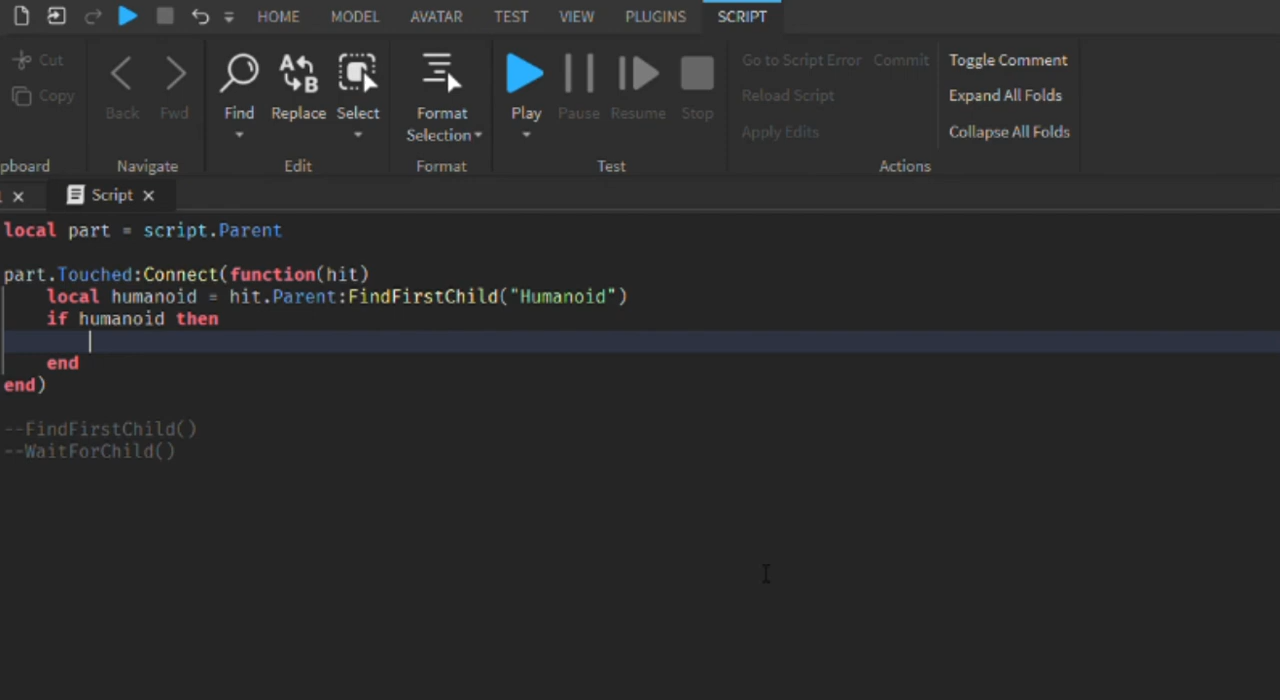 HOME MODEL AVATAR TEST VIEW PLUGINS SCRIPT
Cut
Copy
Back Fwd
Find Replace Select
Format
Selection
Play Pause Resume Stop
Go to Script Error Commit
Reload Script
Apply Edits
Toggle Comment
Expand All Folds
Collapse All Folds
pboard Navigate Edit Format Test Actions
Script
local part = script.Parent
part.Touched:Connect(function(hit)
local humanoid = hit.Parent:FindFirstChild("Humanoid")
if humanoid then
end
end)
--FindFirstChild()
--WaitForChild()